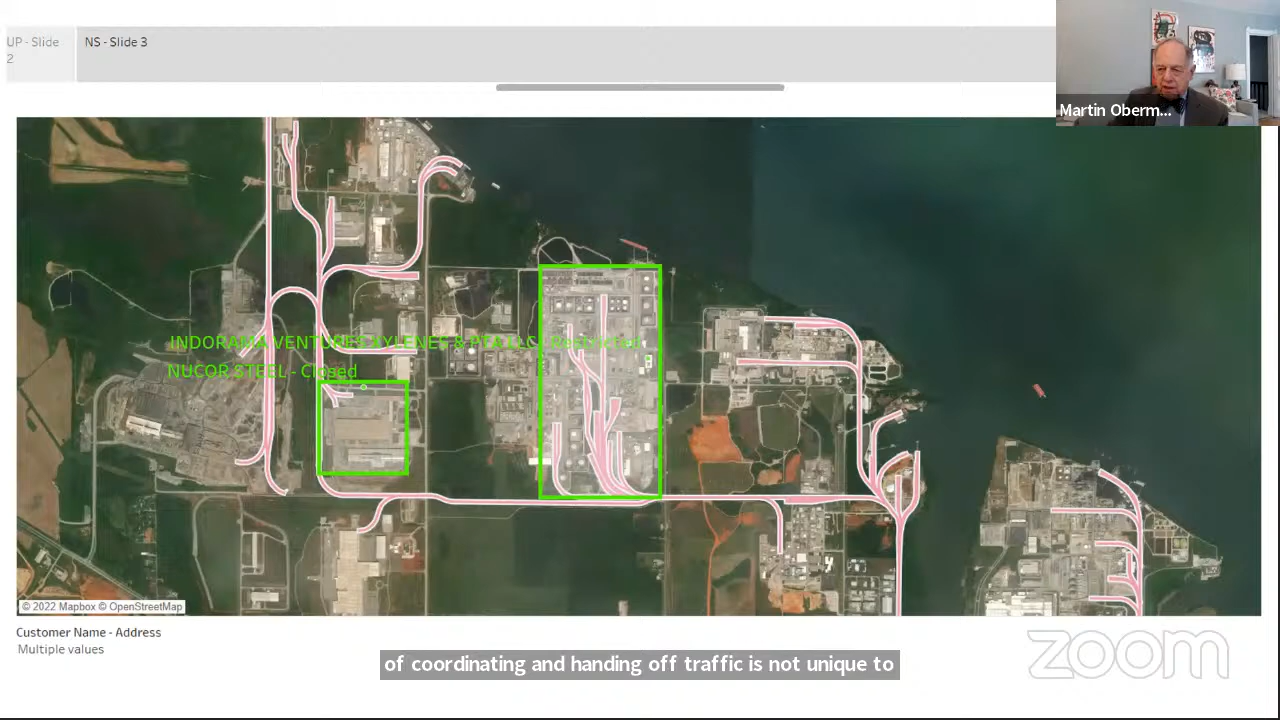 UP - Slide
2
NS - Slide 3
Martin Oberm...
INDORAMA VENTURES XYLENES & PTA LLC - Restricted
NUCOR STEEL - Closed
© 2022 Mapbox © OpenStreetMap
Customer Name - Address
Multiple values
of coordinating and handing off traffic is not unique to
zoom